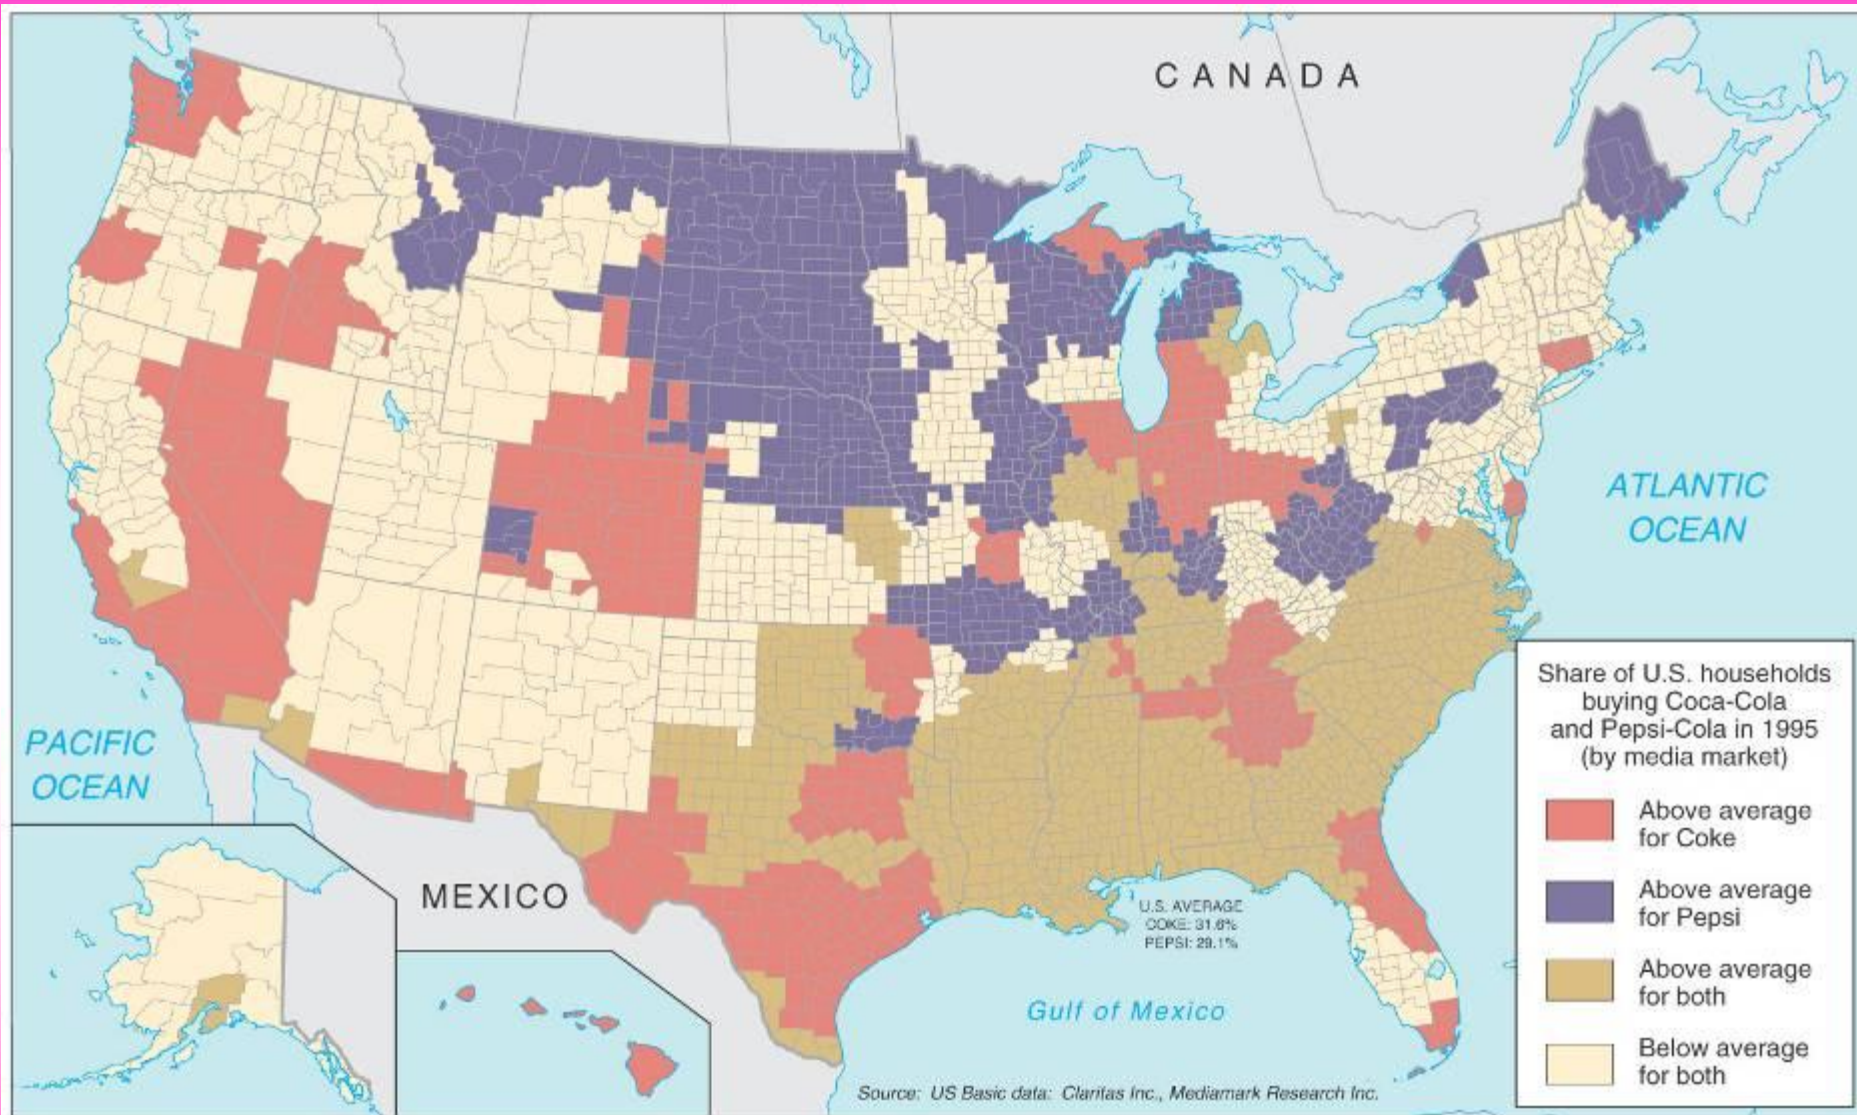 CANADA
ATLANTIC
OCEAN
PACIFIC
OCEAN
MEXICO
U.S. AVERAGE
COKE: 31.6%
PEPSI: 29.1%
Gulf of Mexico
Share of U.S. households
buying Coca-Cola
and Pepsi-Cola in 1995
(by media market)
Above average
for Coke
Above average
for Pepsi
Above average
for both
Below average
for both
Source: US Basic data: Claritas Inc., Mediamark Research Inc.